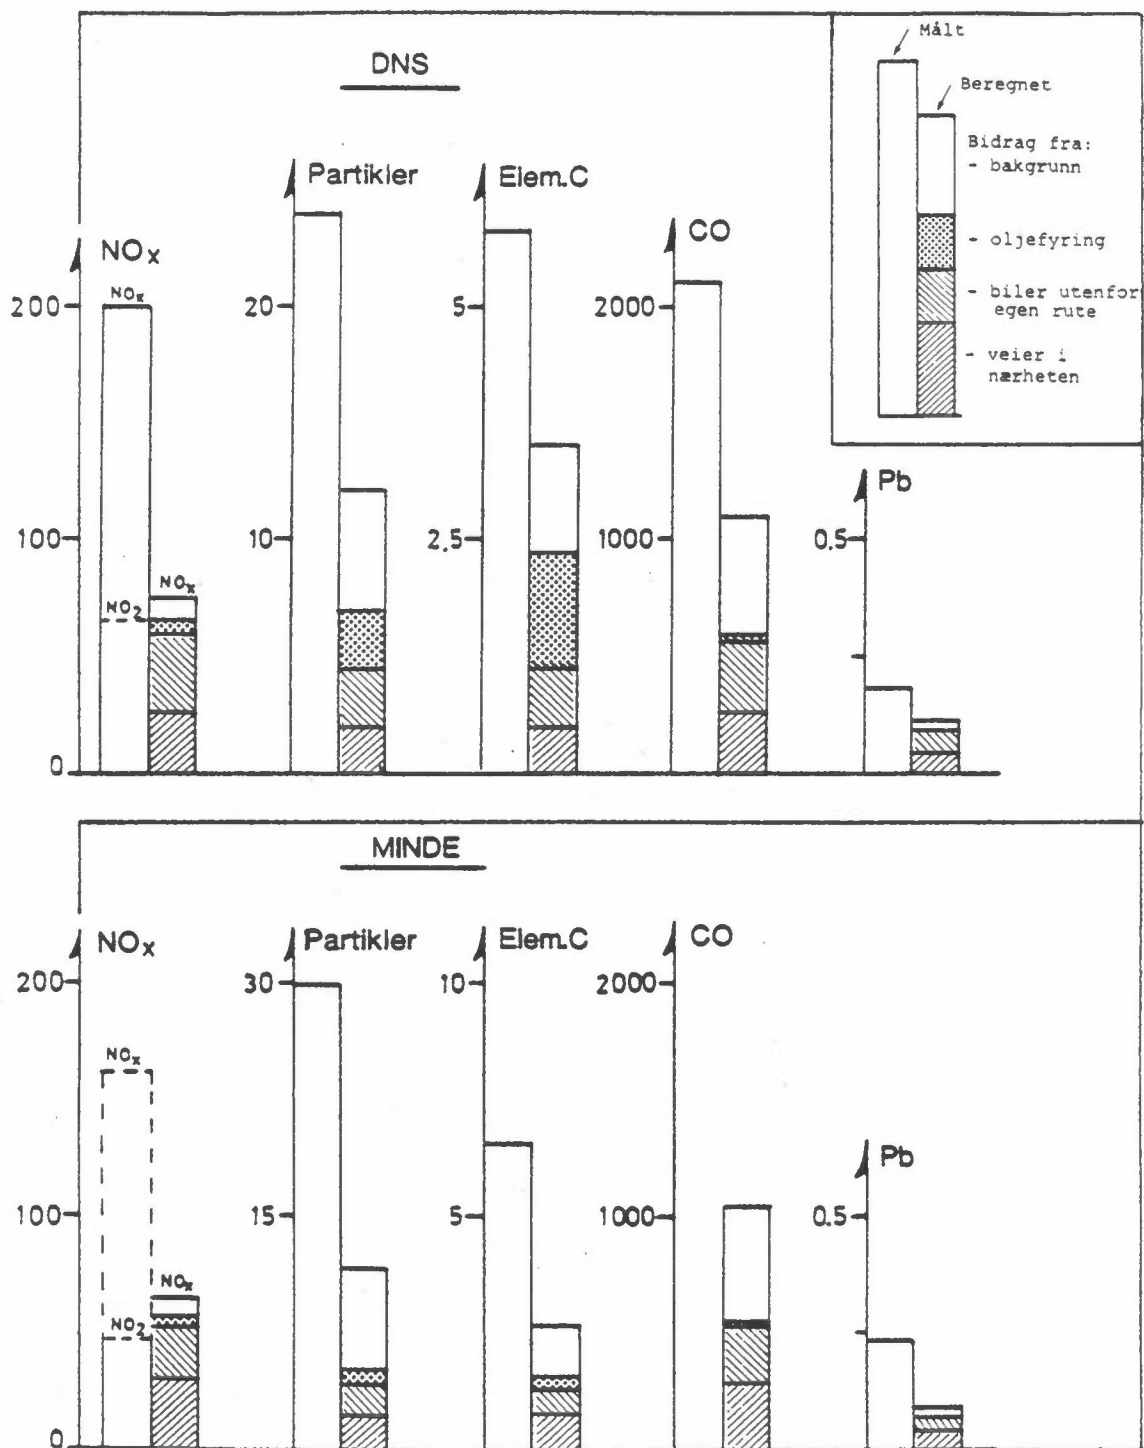 DNS
Målt
Beregnet
Bidrag fra:
- bakgrunn
- oljefyring
- biler utenfor
egen rute
- veier i
nærheten
NOx
Partikler
Elem.C
CO
Pb
200
100
0
NOx
NO2
NOx
20
10
5
2,5
2000
1000
0,5
MINDE
NOx
Partikler
Elem.C
CO
Pb
200
100
0
NOx
NO2
NOx
30
15
10
5
2000
1000
0.5